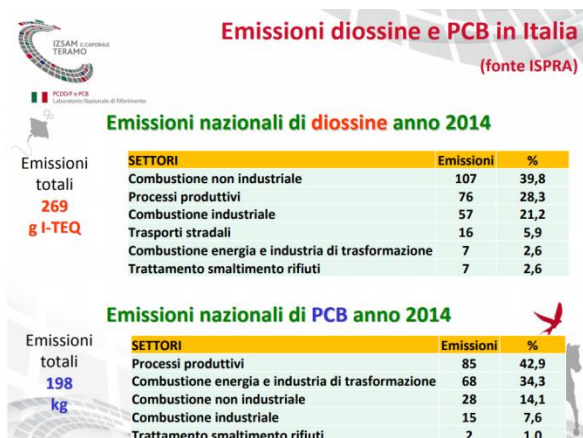 IZSAM G.CAPORALE
TERAMO
Emissioni diossine e PCB in Italia
(fonte ISPRA)
PCDD/F e PCB
Laboratorio Nazionale di Riferimento
Emissioni nazionali di diossine anno 2014
Emissioni
totali
269
g I-TEQ
SETTORI Emissioni %
Combustione non industriale 107 39,8
Processi produttivi 76 28,3
Combustione industriale 57 21,2
Trasporti stradali 16 5,9
Combustione energia e industria di trasformazione 7 2,6
Trattamento smaltimento rifiuti 7 2,6
Emissioni nazionali di PCB anno 2014
Emissioni
totali
198
kg
SETTORI Emissioni %
Processi produttivi 85 42,9
Combustione energia e industria di trasformazione 68 34,3
Combustione non industriale 28 14,1
Combustione industriale 15 7,6
Trattamento smaltimento rifiuti 2 1,0